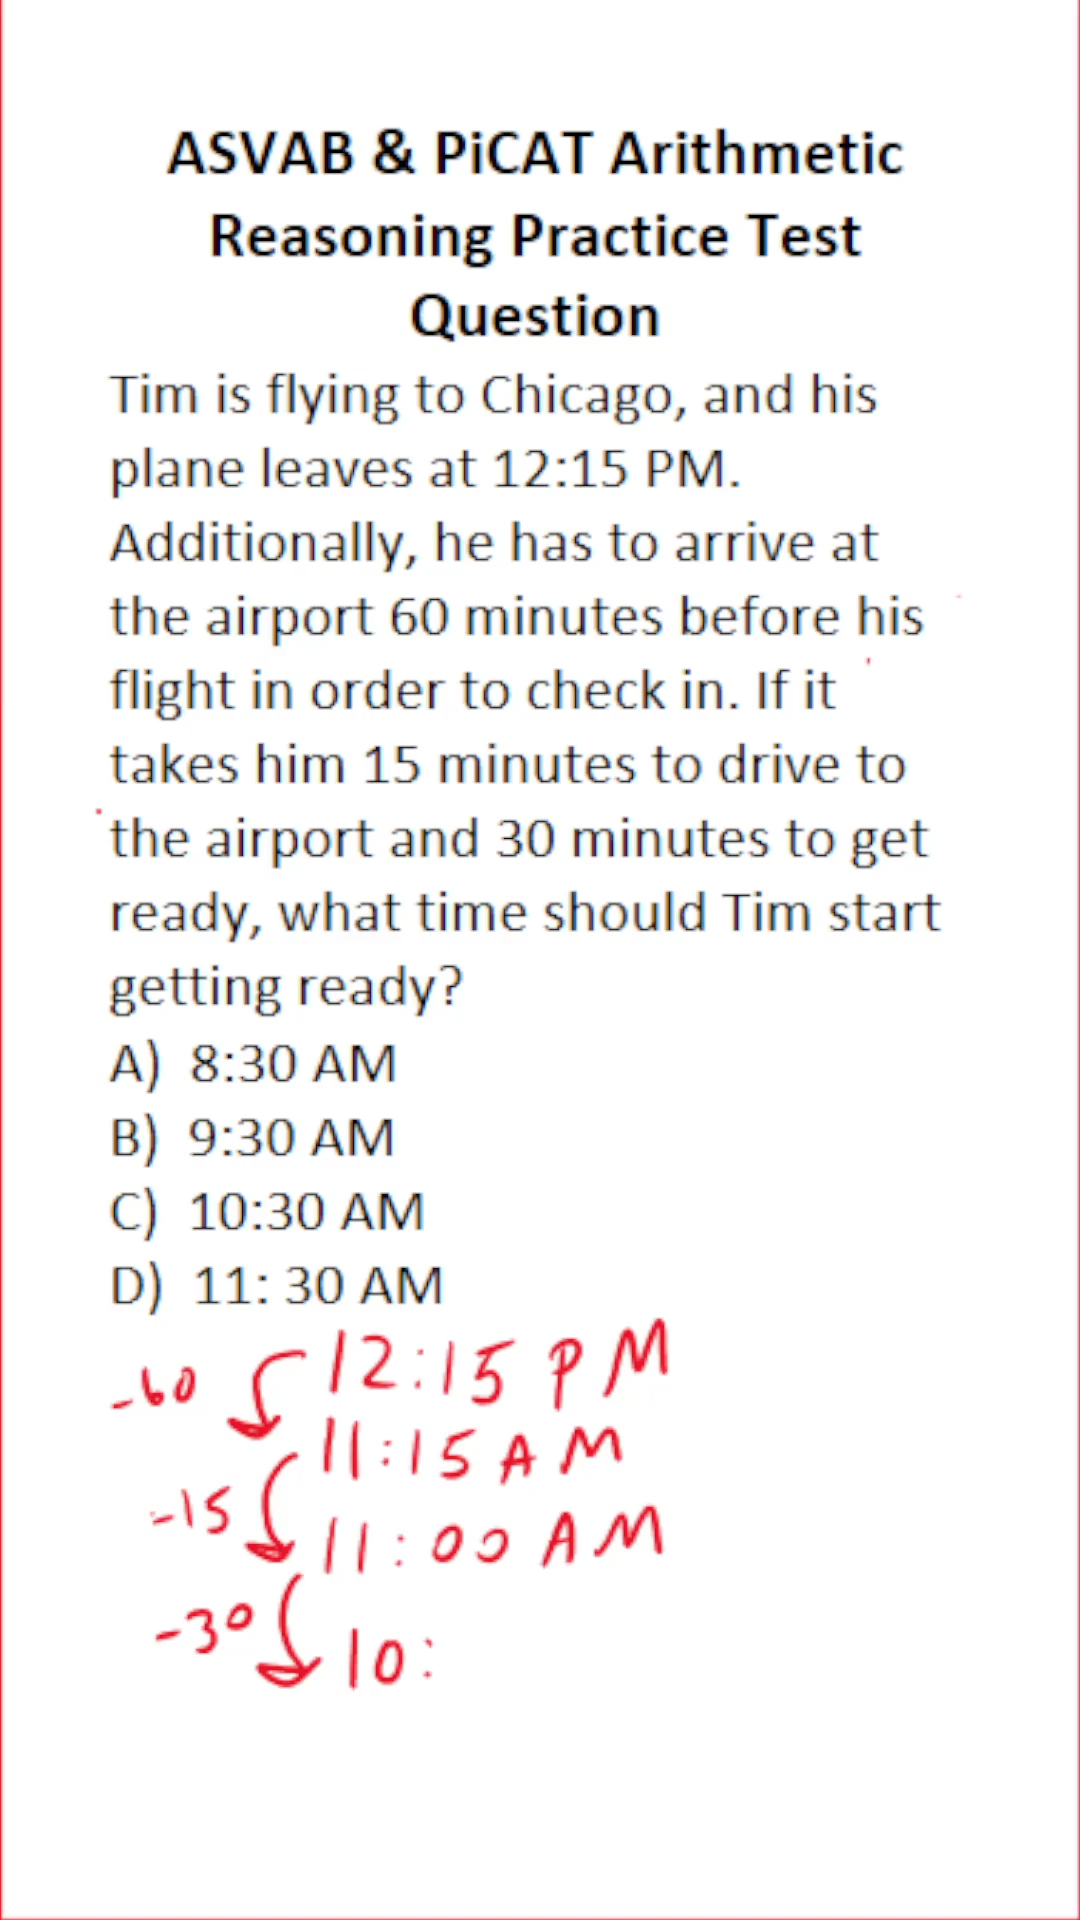 ASVAB & PiCAT Arithmetic
Reasoning Practice Test
Question
Tim is flying to Chicago, and his
plane leaves at 12:15 PM.
Additionally, he has to arrive at
the airport 60 minutes before his
flight in order to check in. If it
takes him 15 minutes to drive to
the airport and 30 minutes to get
ready, what time should Tim start
getting ready?
A) 8:30 AM
B) 9:30 AM
C) 10:30 AM
D) 11: 30 AM
12:15 PM
-60
11:15 AM
-15
11:00 AM
-30
10: